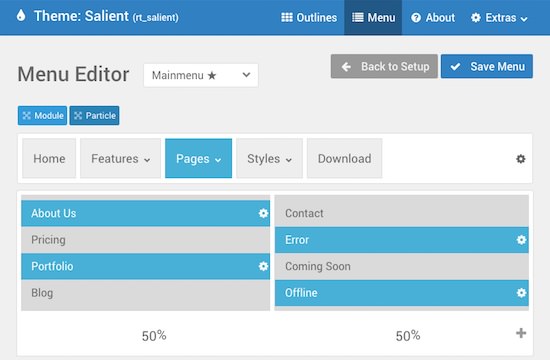 Theme: Salient (rt_salient) Outlines Menu About Extras
Menu Editor Mainmenu ★ Back to Setup Save Menu
Module Particle
Home Features Pages Styles Download
About Us Contact
Pricing Error
Portfolio Coming Soon
Blog Offline
50% 50%